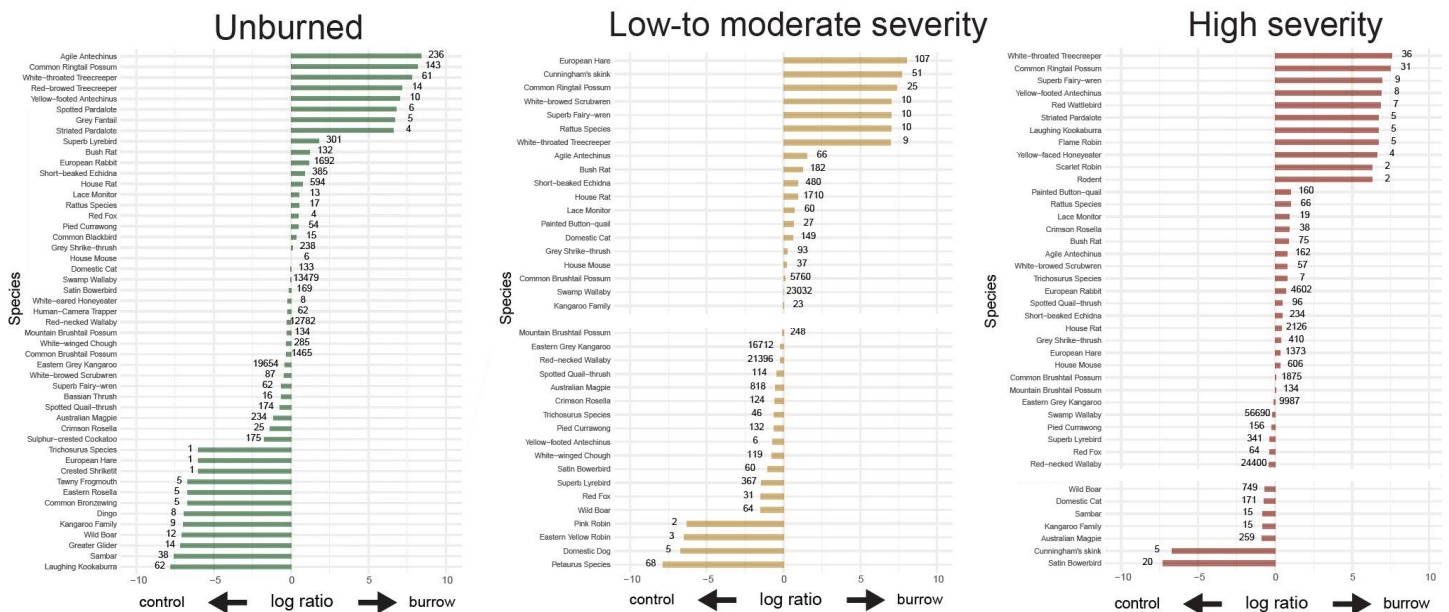 Unburned
Low-to moderate severity
High severity
Species
Agile Antechinus 236
Common Ringtail Possum 143
White-throated Treecreeper 61
Red-browed Treecreeper 14
Yellow-footed Antechinus 10
Spotted Pardalote 6
Grey Fantail 5
Striated Pardalote 4
Superb Lyrebird 301
Bush Rat 132
European Rabbit 1692
Short-beaked Echidna 385
House Rat 594
Lace Monitor 13
Rattus Species 17
Red Fox 4
Pied Currawong 54
Common Blackbird 15
Grey Shrike-thrush 238
House Mouse 6
Domestic Cat 133
Swamp Wallaby 13479
Satin Bowerbird 169
White-eared Honeyeater 8
Human-Camera Trapper 62
Red-necked Wallaby 12782
Mountain Brushtail Possum 134
White-winged Chough 285
Common Brushtail Possum 1465
Eastern Grey Kangaroo 19654
White-browed Scrubwren 87
Superb Fairy-wren 62
Bassian Thrush 16
Spotted Quail-thrush 174
Australian Magpie 234
Crimson Rosella 25
Sulphur-crested Cockatoo 175
Trichosurus Species 1
European Hare 1
Crested Shriketit 1
Tawny Frogmouth 5
Eastern Rosella 5
Common Bronzewing 5
Dingo 8
Kangaroo Family 9
Wild Boar 12
Greater Glider 14
Sambar 38
Laughing Kookaburra 62
-10 -5 0 5 10
control log ratio burrow
Species
European Hare 107
Cunningham's skink 51
Common Ringtail Possum 25
White-browed Scrubwren 10
Superb Fairy-wren 10
Rattus Species 10
White-throated Treecreeper 9
Agile Antechinus 66
Bush Rat 182
Short-beaked Echidna 480
House Rat 1710
Lace Monitor 60
Painted Button-quail 27
Domestic Cat 149
Grey Shrike-thrush 93
House Mouse 37
Common Brushtail Possum 5760
Swamp Wallaby 23032
Kangaroo Family 23
Mountain Brushtail Possum 248
Eastern Grey Kangaroo 16712
Red-necked Wallaby 21396
Spotted Quail-thrush 114
Australian Magpie 818
Crimson Rosella 124
Trichosurus Species 46
Pied Currawong 132
Yellow-footed Antechinus 6
White-winged Chough 119
Satin Bowerbird 60
Superb Lyrebird 367
Red Fox 31
Wild Boar 64
Pink Robin 2
Eastern Yellow Robin 3
Domestic Dog 5
Petaurus Species 68
-10 -5 0 5 10
control log ratio burrow
Species
White-throated Treecreeper 36
Common Ringtail Possum 31
Superb Fairy-wren 9
Yellow-footed Antechinus 8
Red Wattlebird 7
Striated Pardalote 5
Laughing Kookaburra 5
Flame Robin 5
Yellow-faced Honeyeater 4
Scarlet Robin 2
Rodent 2
Painted Button-quail 160
Rattus Species 66
Lace Monitor 19
Crimson Rosella 38
Bush Rat 75
Agile Antechinus 162
White-browed Scrubwren 57
Trichosurus Species 7
European Rabbit 4602
Spotted Quail-thrush 96
Short-beaked Echidna 234
House Rat 2126
Grey Shrike-thrush 410
European Hare 1373
House Mouse 606
Common Brushtail Possum 1875
Mountain Brushtail Possum 134
Eastern Grey Kangaroo 9987
Swamp Wallaby 56690
Pied Currawong 156
Superb Lyrebird 341
Red Fox 64
Red-necked Wallaby 24400
Wild Boar 749
Domestic Cat 171
Sambar 15
Kangaroo Family 15
Australian Magpie 259
Cunningham's skink 5
Satin Bowerbird 20
-10 -5 0 5 10
control log ratio burrow